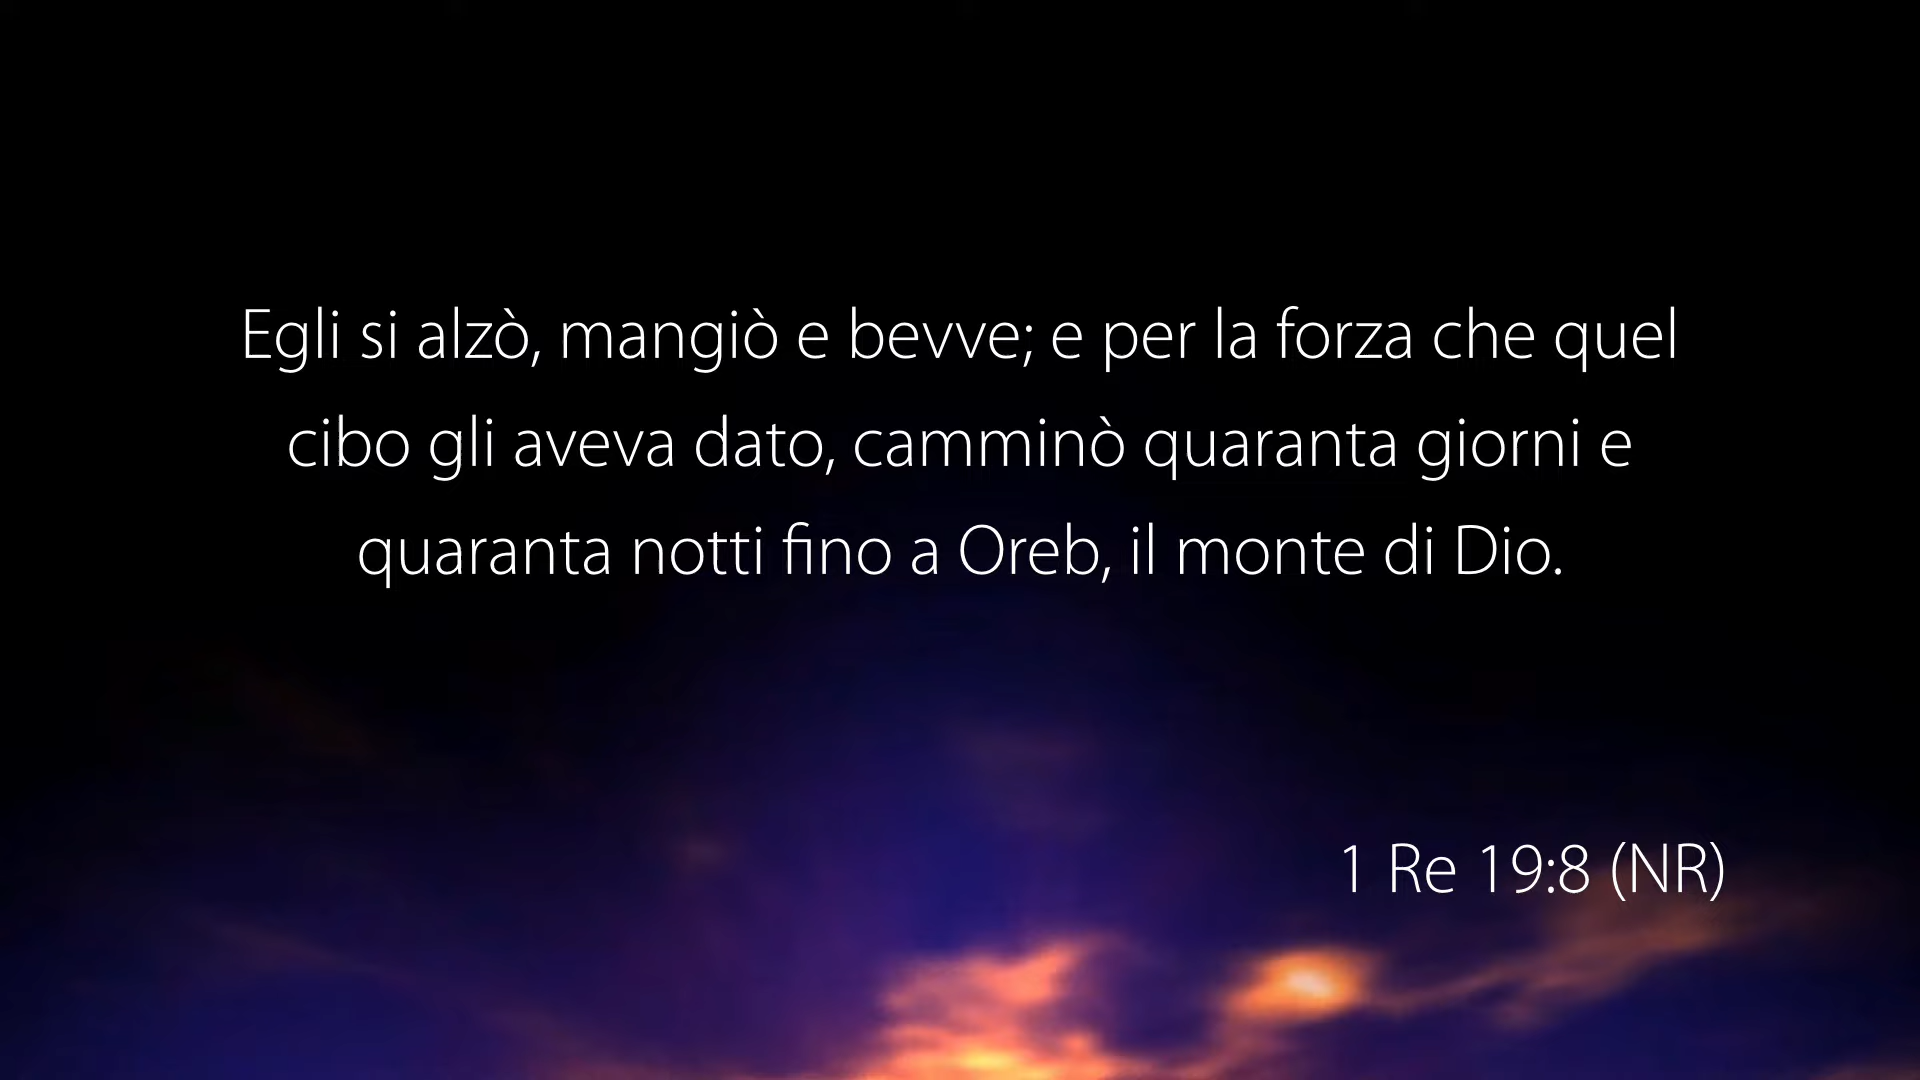 Egli si alzò, mangiò e bevve; e per la forza che quel
cibo gli aveva dato, camminò quaranta giorni e
quaranta notti fino a Oreb, il monte di Dio.
1 Re 19:8 (NR)